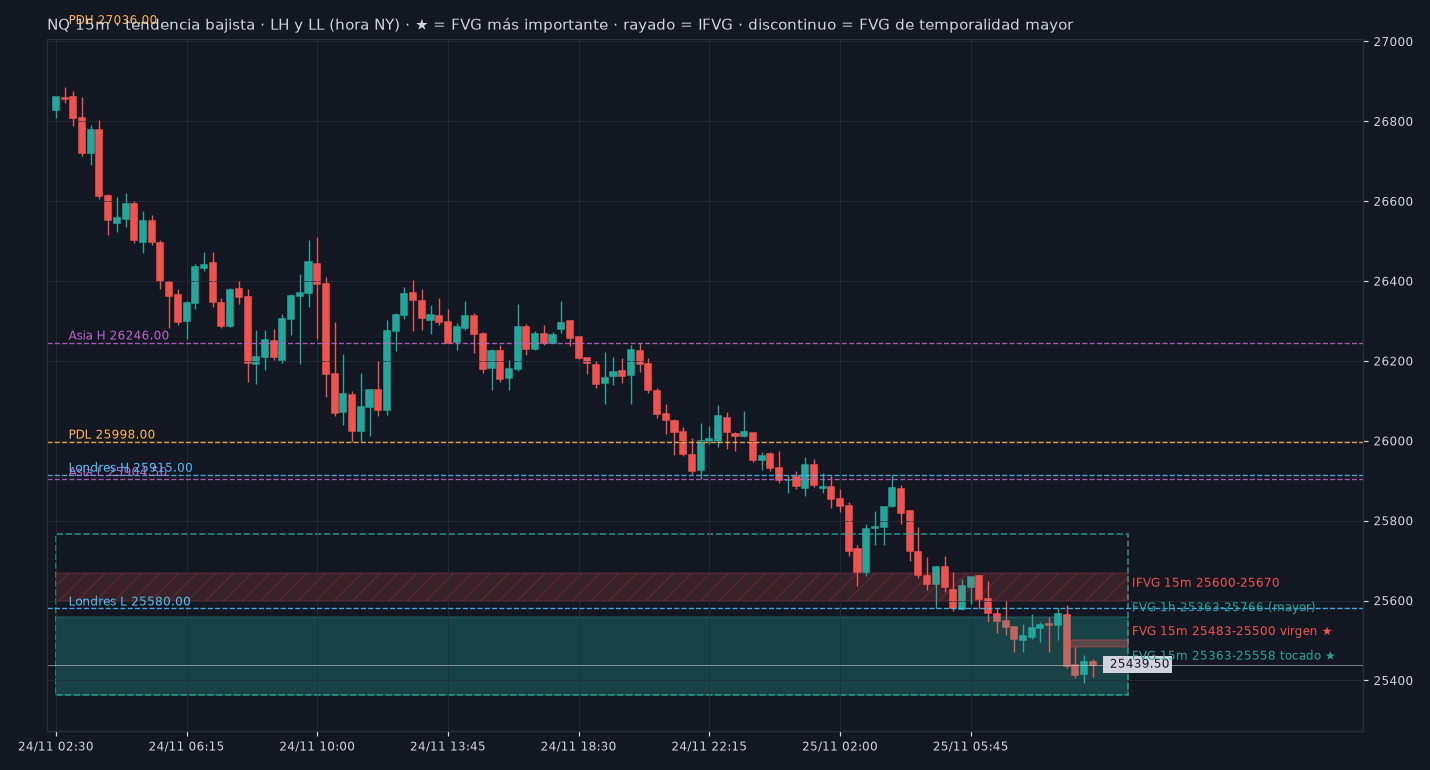 PDH 27036.00
NQ 15m · tendencia bajista · LH y LL (hora NY) · ★ = FVG más importante · rayado = IFVG · discontinuo = FVG de temporalidad mayor
27000
26800
26600
26400
Asia H 26246.00
26200
PDL 25998.00
26000
Londres H 25915.00
Asia L 25904.50
25800
IFVG 15m 25600-25670
Londres L 25580.00
25600
FVG 1h 25363-25766 (mayor)
FVG 15m 25483-25500 virgen ★
FVG 15m 25363-25558 tocado ★
25439.50
25400
24/11 02:30
24/11 06:15
24/11 10:00
24/11 13:45
24/11 18:30
24/11 22:15
25/11 02:00
25/11 05:45